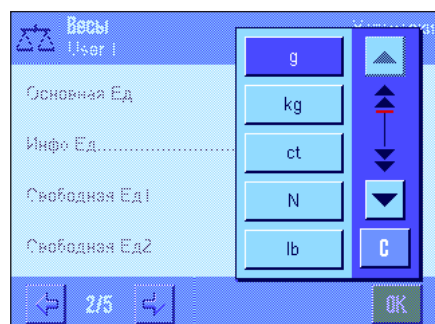 Весы
User 1
Основная Ед
Инфо Ед
Свободная Ед1
Свободная Ед2
g
kg
ct
N
lb
C
2/5
OK